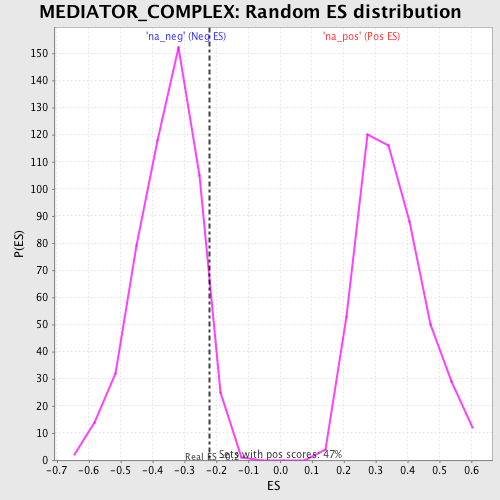 MEDIATOR_COMPLEX: Random ES distribution
'na_neg' (Neg ES) 'na_pos' (Pos ES)
150
140
130
120
110
100
90
80
70
60
50
40
30
20
10
0
P(ES)
Sets with pos scores: 47%
Real ES -0.2
-0.7 -0.6 -0.5 -0.4 -0.3 -0.2 -0.1 0.0 0.1 0.2 0.3 0.4 0.5 0.6
ES